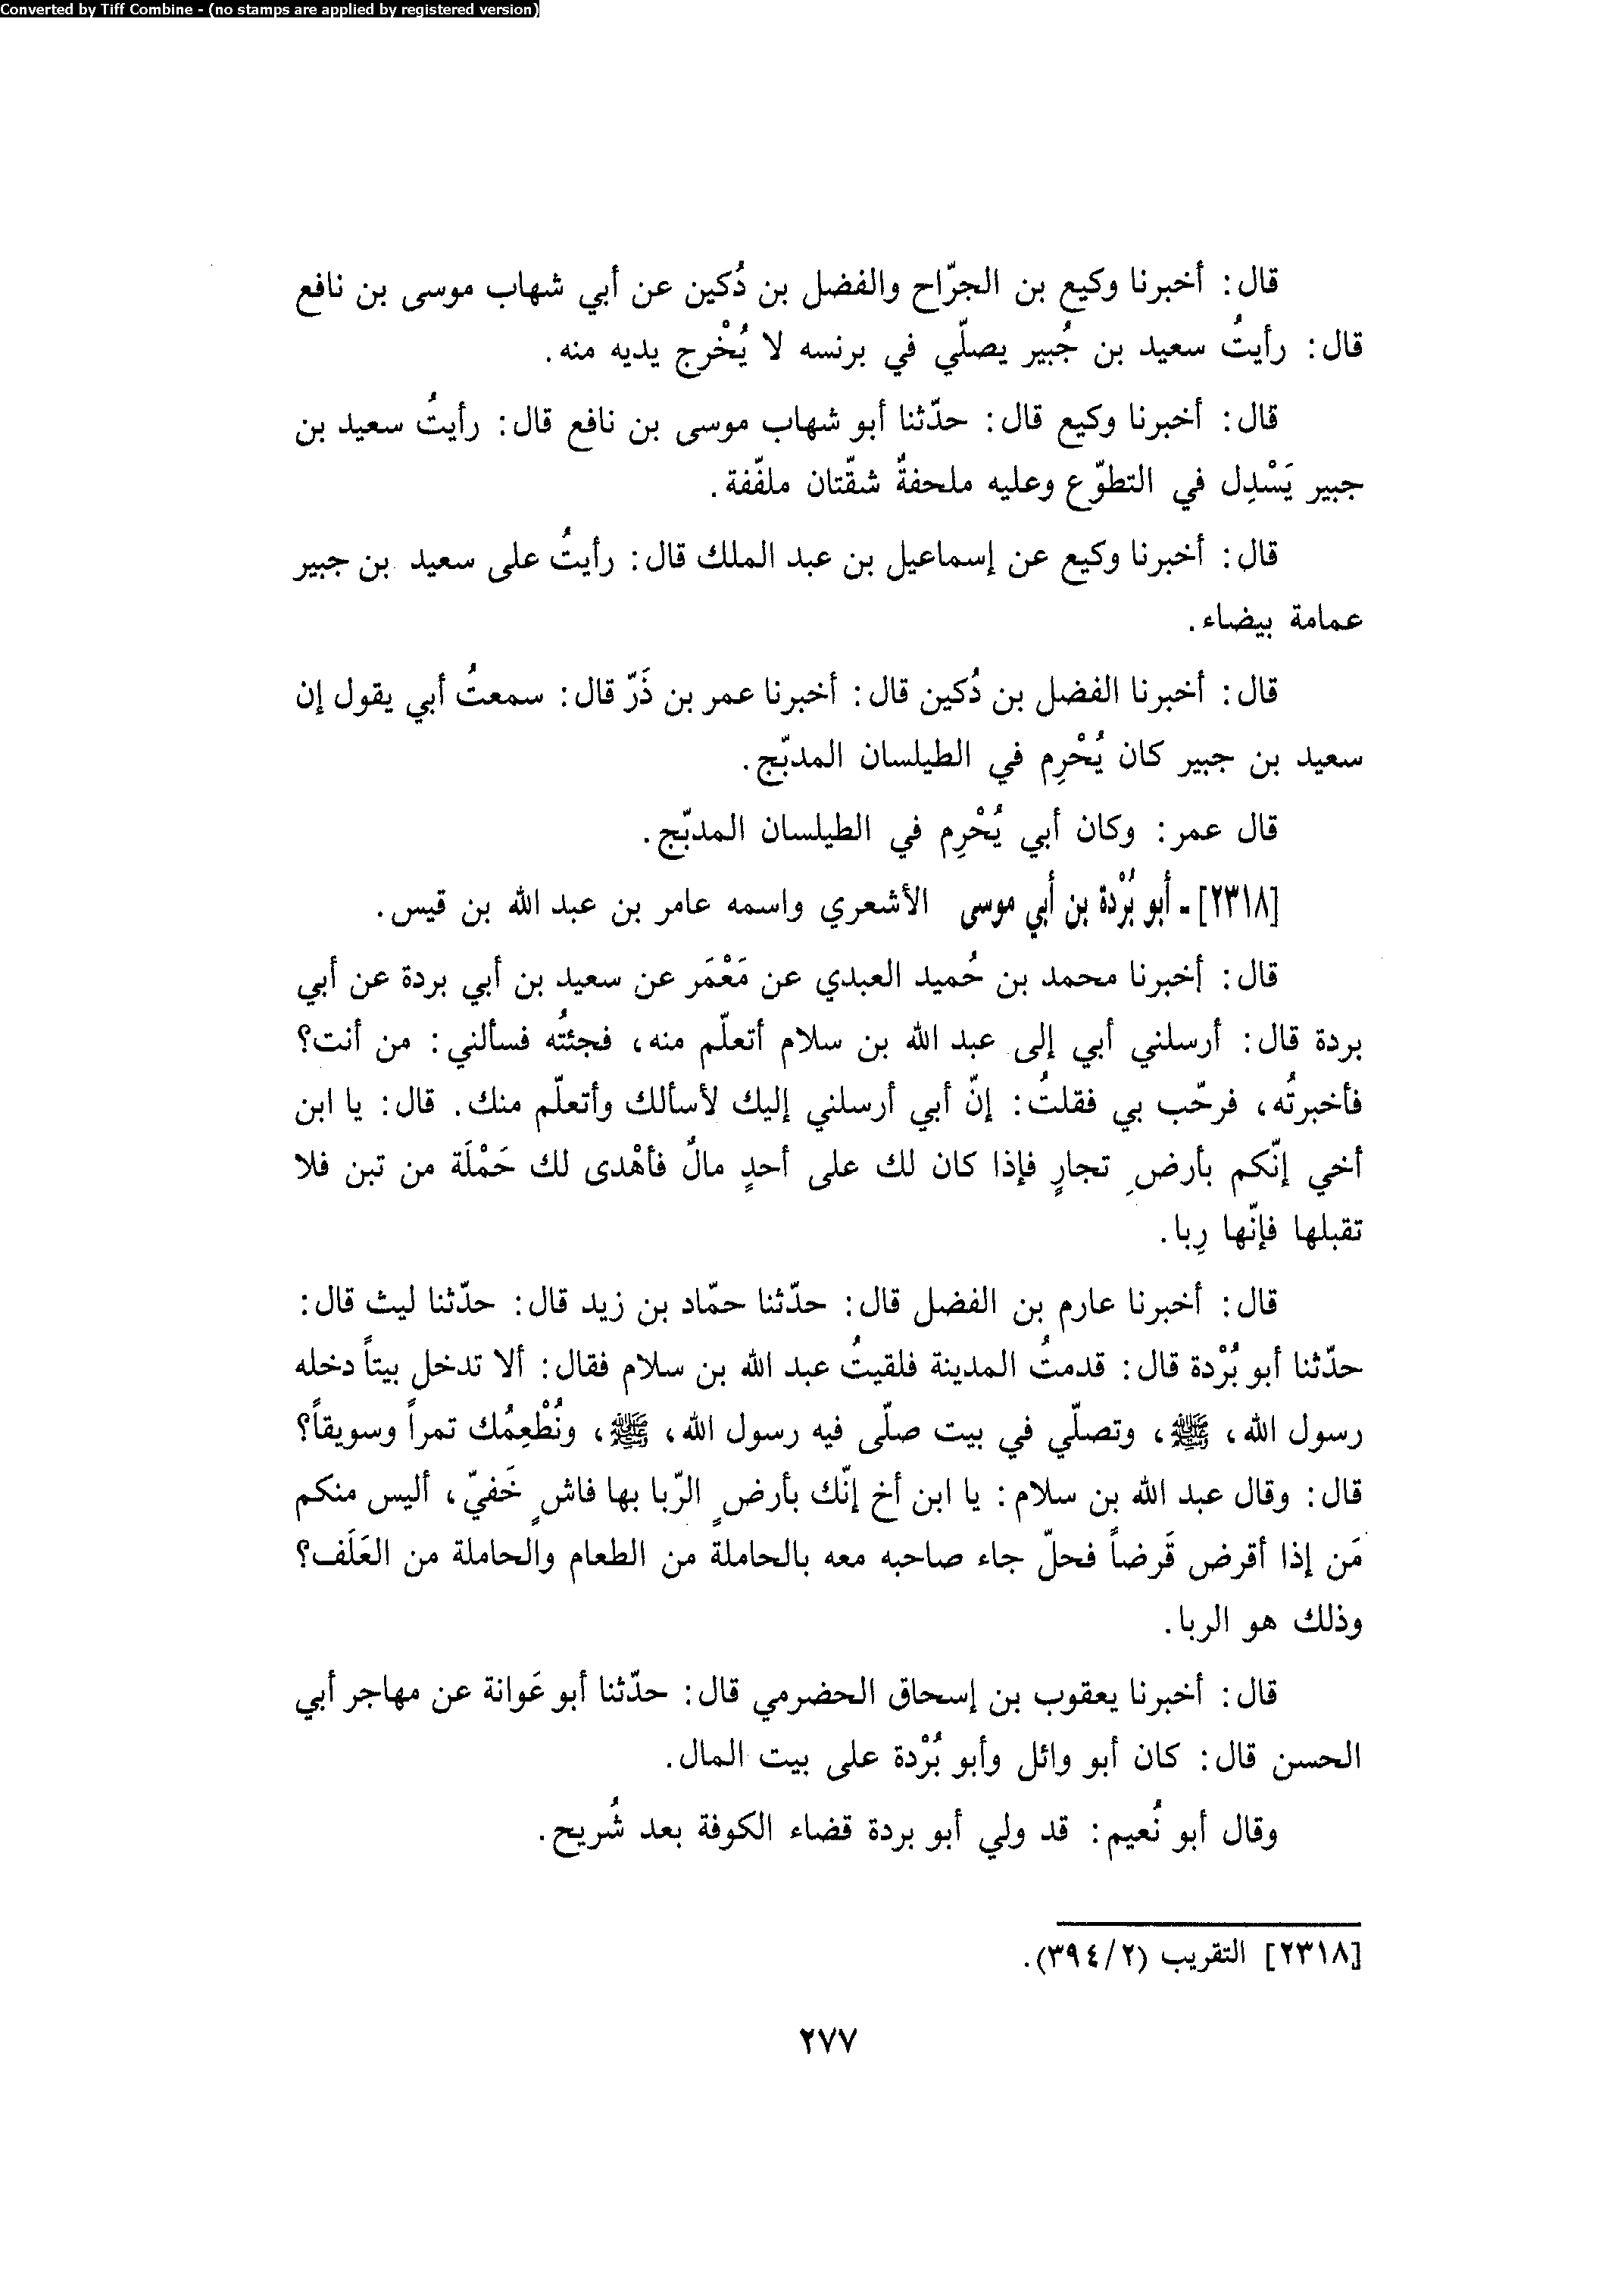 Converted by Tiff Combine - (no stamps are applied by registered version)
قال: أخبرنا وكيع بن الجرّاح والفضل بن دُكين عن أبي شهاب موسى بن نافع
قال: رأيتُ سعيد بن جُبير يصلّي في برنسه لا يُخْرج يديه منه.
قال: أخبرنا وكيع قال: حدّثنا أبو شهاب موسى بن نافع قال: رأيتُ سعيد بن
جبير يَسْدِل في التطوّع وعليه ملحفةٌ شقّتان ملفّفة.
قال: أخبرنا وكيع عن إسماعيل بن عبد الملك قال: رأيتُ على سعيد بن جبير
عمامة بيضاء.
قال: أخبرنا الفضل بن دُكين قال: أخبرنا عمر بن ذَرّ قال: سمعتُ أبي يقول إن
سعيد بن جبير كان يُحْرِم في الطيلسان المدبّج.
قال عمر: وكان أبي يُحْرِم في الطيلسان المدبّج.
[٢٣١٨] - أبو بُرْدة بن أبي موسى الأشعري واسمه عامر بن عبد الله بن قيس.
قال: أخبرنا محمد بن حُميد العبدي عن مَعْمَر عن سعيد بن أبي بردة عن أبي
بردة قال: أرسلني أبي إلى عبد الله بن سلام أتعلّم منه، فجئتُه فسألني: من أنت؟
فأخبرتُه، فرحّب بي فقلتُ: إنّ أبي أرسلني إليك لأسألك وأتعلّم منك. قال: يا ابن
أخي إنّكم بأرضِ تجارٍ فإذا كان لك على أحدٍ مالٌ فأهْدى لك حَمْلَة من تبن فلا
تقبلها فإنّها رِبا.
قال: أخبرنا عارم بن الفضل قال: حدّثنا حمّاد بن زيد قال: حدّثنا ليث قال:
حدّثنا أبو بُرْدة قال: قدمتُ المدينة فلقيتُ عبد الله بن سلام فقال: ألا تدخل بيتاً دخله
رسول الله، ﷺ، وتصلّي في بيت صلّى فيه رسول الله، ﷺ، ونُطْعِمُك تمراً وسويقاً؟
قال: وقال عبد الله بن سلام: يا ابن أخ إنّك بأرضٍ الرّبا بها فاشٍ خَفيّ، أليس منكم
مَن إذا أقرض قَرضاً فحلّ جاء صاحبه معه بالحاملة من الطعام والحاملة من العَلَف؟
وذلك هو الربا.
قال: أخبرنا يعقوب بن إسحاق الحضرمي قال: حدّثنا أبو عَوانة عن مهاجر أبي
الحسن قال: كان أبو وائل وأبو بُرْدة على بيت المال.
وقال أبو نُعيم: قد ولي أبو بردة قضاء الكوفة بعد شُريح.
[٢٣١٨] التقريب (٣٩٤/٢).
٢٧٧